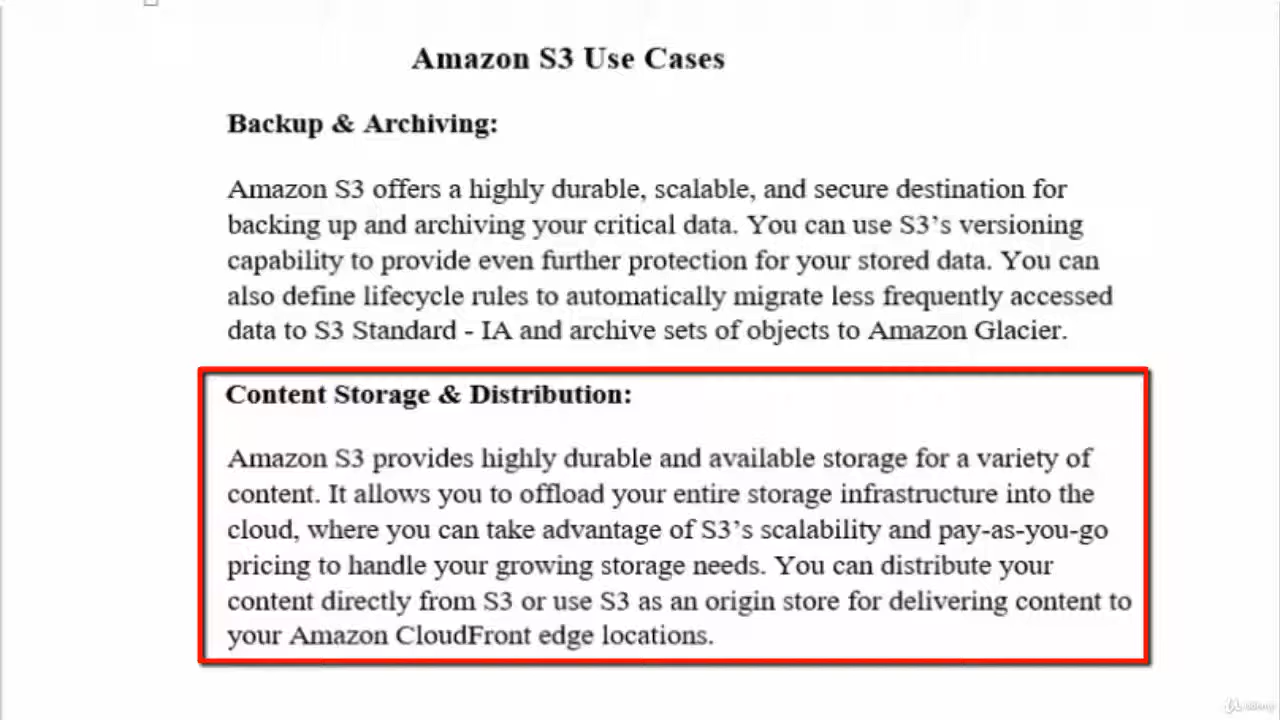 Amazon S3 Use Cases
Backup & Archiving:
Amazon S3 offers a highly durable, scalable, and secure destination for
backing up and archiving your critical data. You can use S3’s versioning
capability to provide even further protection for your stored data. You can
also define lifecycle rules to automatically migrate less frequently accessed
data to S3 Standard - IA and archive sets of objects to Amazon Glacier.
Content Storage & Distribution:
Amazon S3 provides highly durable and available storage for a variety of
content. It allows you to offload your entire storage infrastructure into the
cloud, where you can take advantage of S3’s scalability and pay-as-you-go
pricing to handle your growing storage needs. You can distribute your
content directly from S3 or use S3 as an origin store for delivering content to
your Amazon CloudFront edge locations.
Udemy